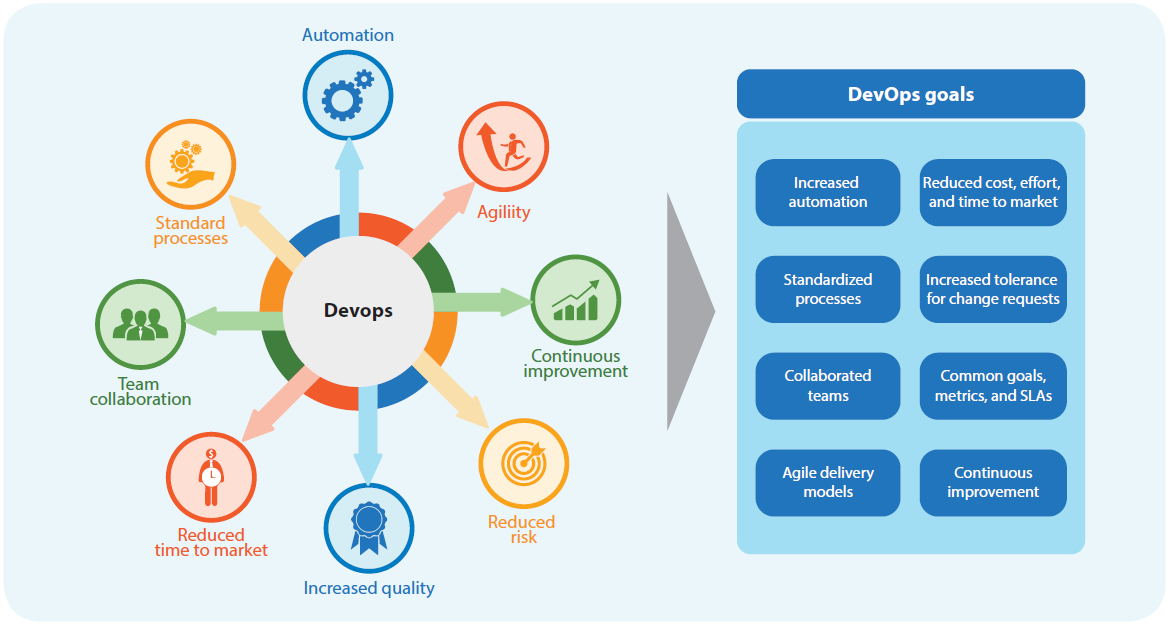 Automation
Agiliity
Continuous
improvement
Reduced
risk
Increased quality
Reduced
time to market
Team
collaboration
Standard
processes
Devops
$
L
DevOps goals
Increased
automation
Reduced cost, effort,
and time to market
Standardized
processes
Increased tolerance
for change requests
Collaborated
teams
Common goals,
metrics, and SLAs
Agile delivery
models
Continuous
improvement